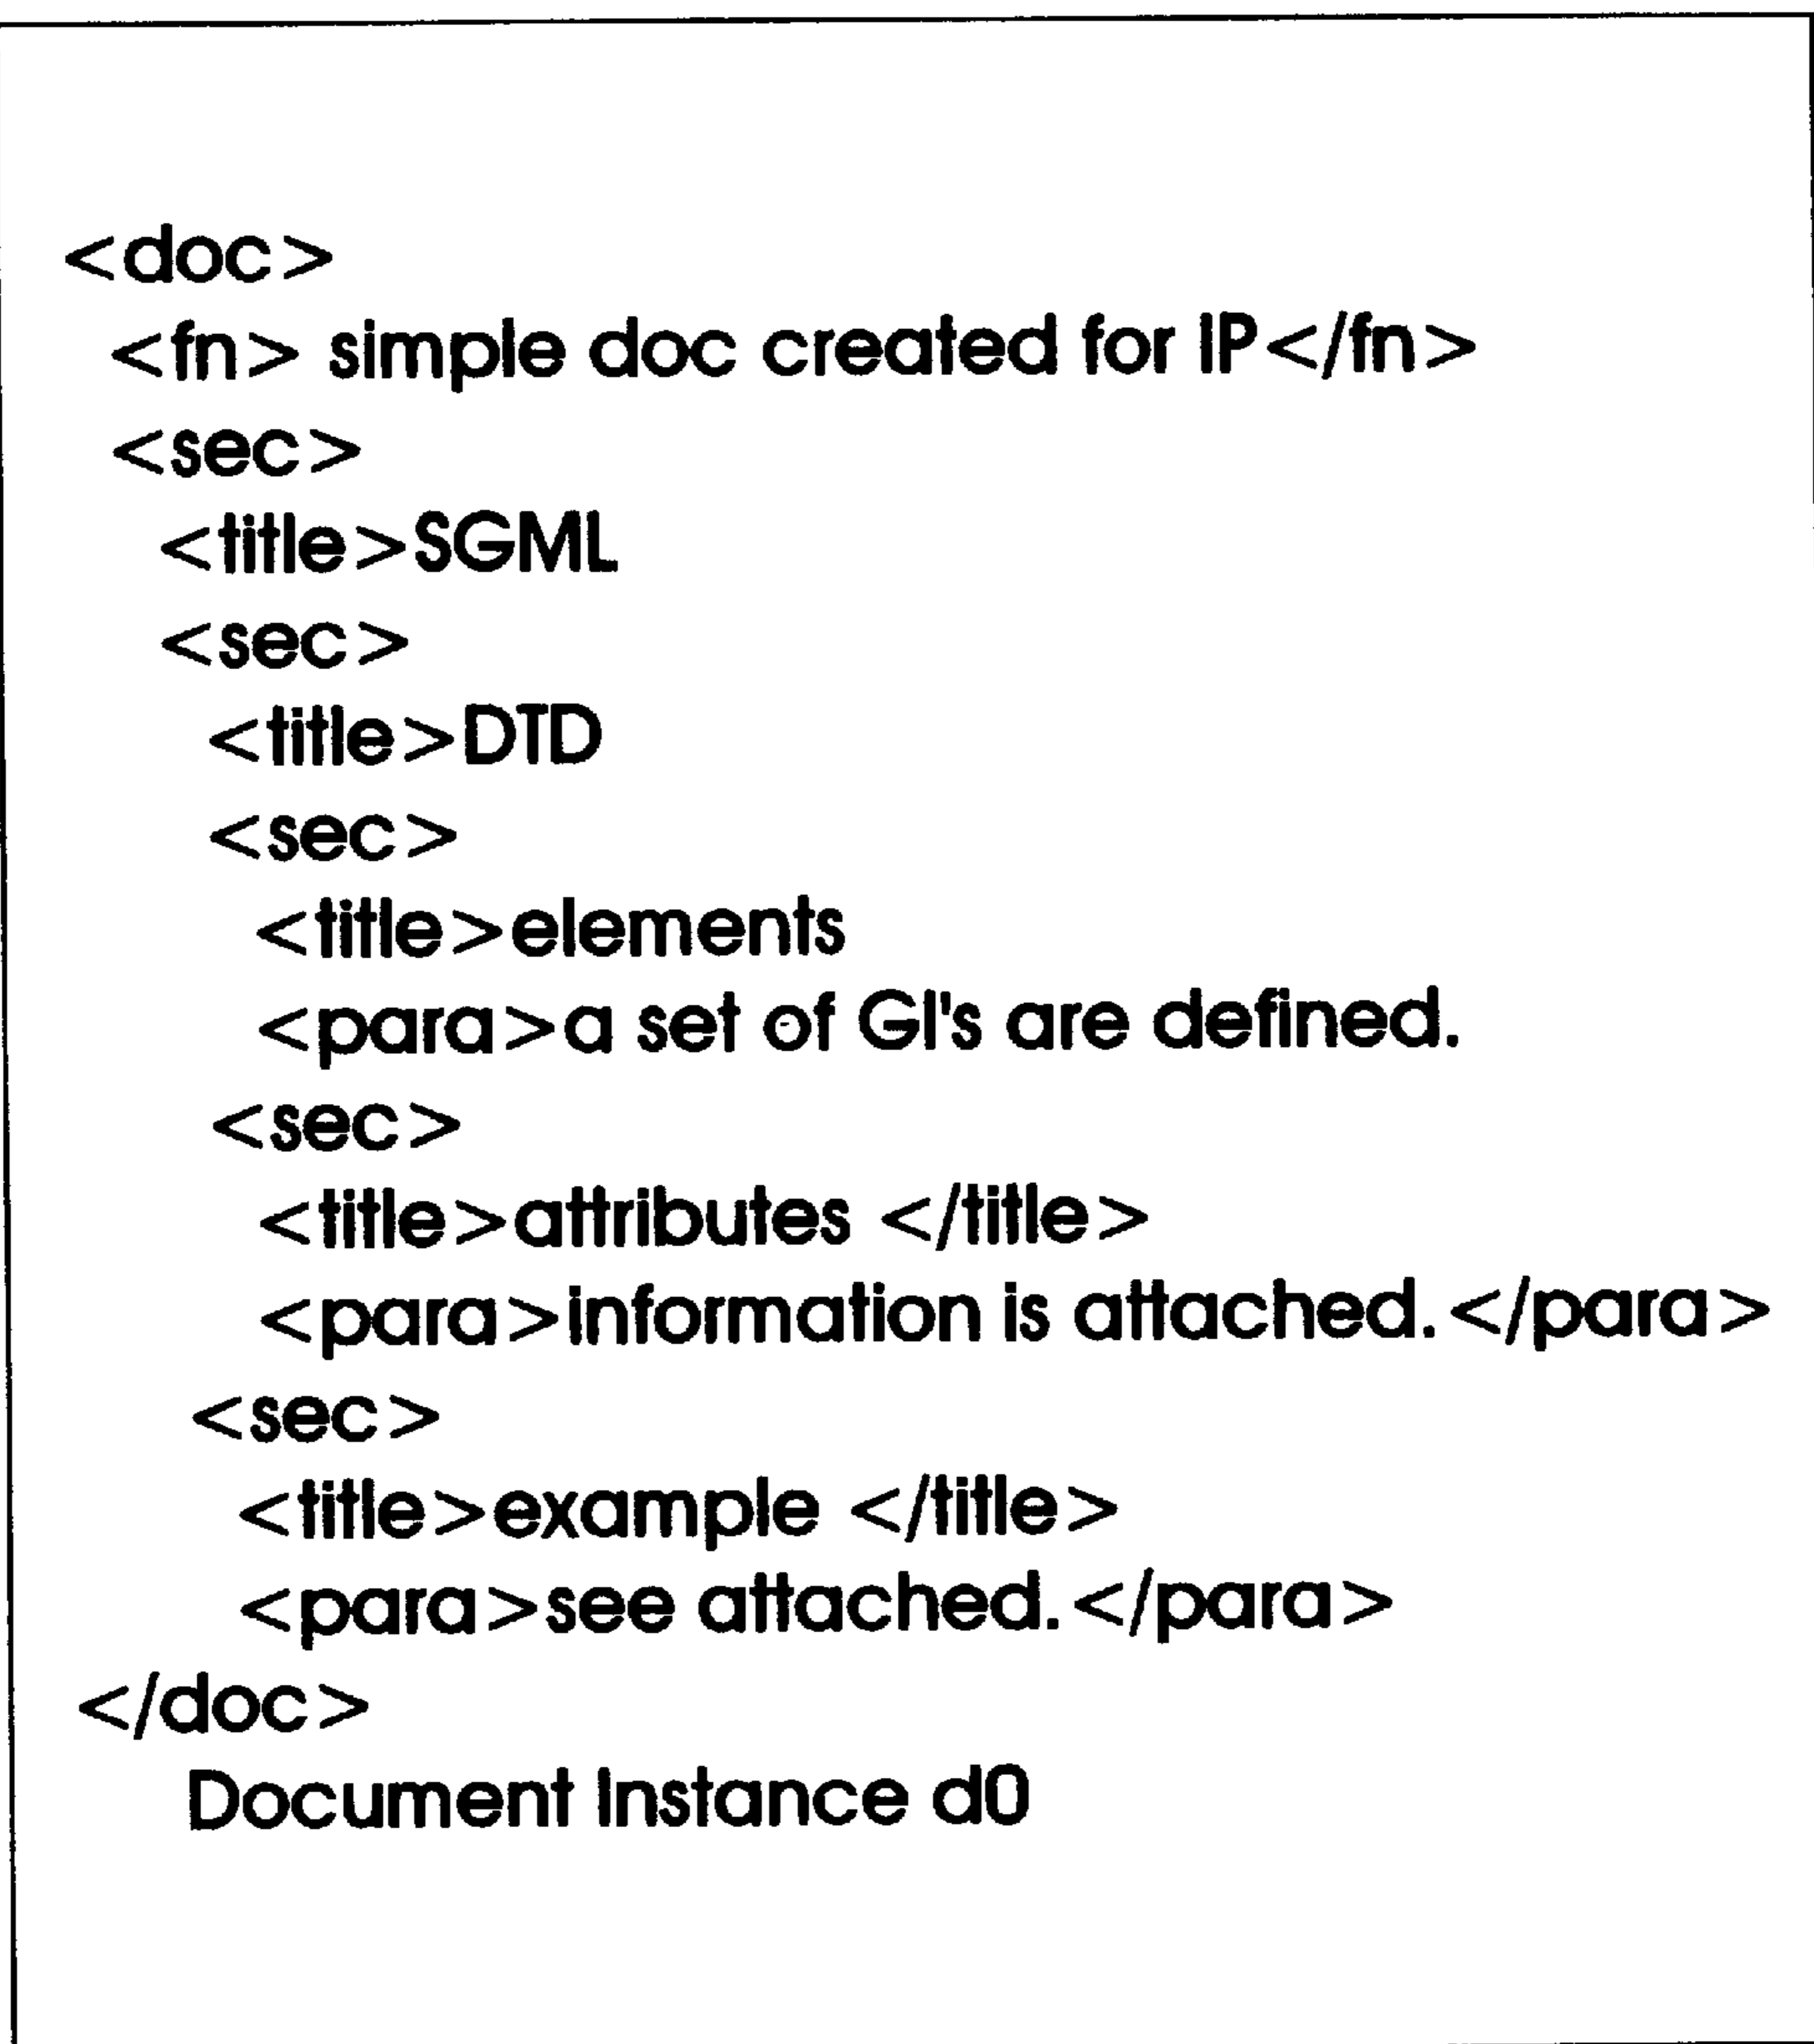 <doc>
<fn> simple doc created for IP</fn>
<sec>
<title>SGML
<sec>
<title>DTD
<sec>
<title>elements
<para>a set of GI's are defined.
<sec>
<title>attributes </title>
<para>information is attached.</para>
<sec>
<title>example </title>
<para>see attached.</para>
</doc>
Document Instance d0